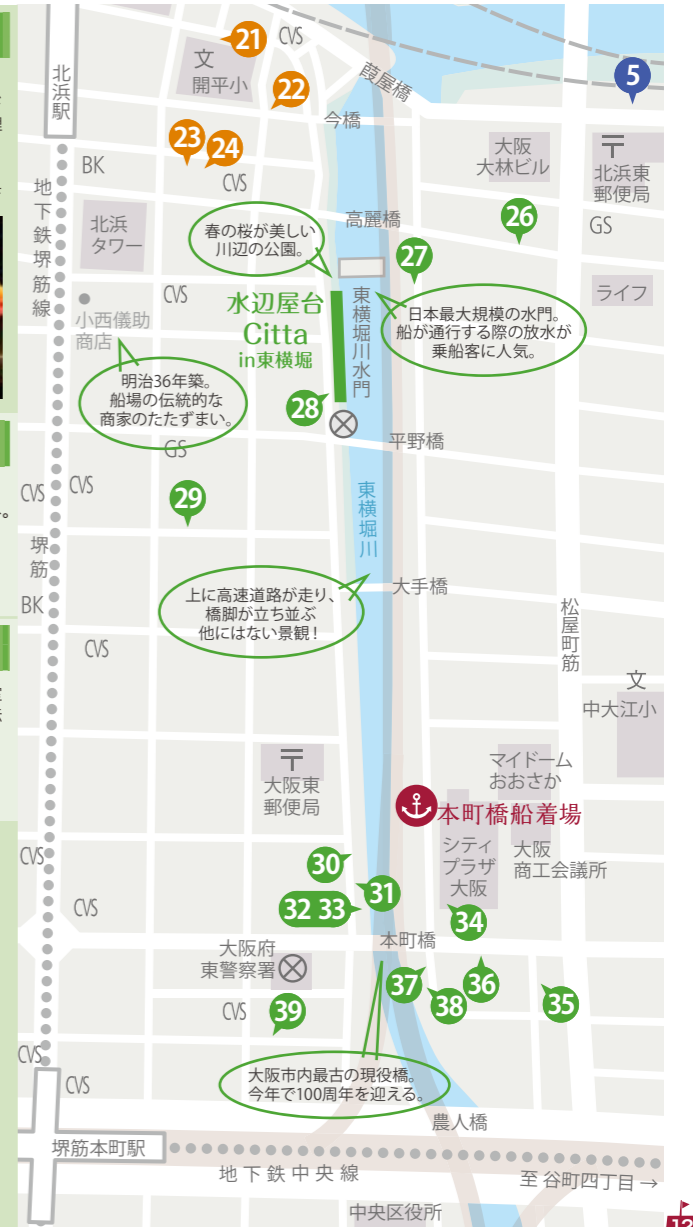 21
CVS
文
開平小
葭屋橋
5
北浜駅
22
今橋
大阪
大林ビル
北浜東
郵便局
23
24
BK
CVS
地下鉄堺筋線
北浜
タワー
高麗橋
26
GS
春の桜が美しい
川辺の公園。
27
CVS
水辺屋台
Citta
in東横堀
東横堀川水門
日本最大規模の水門。
船が通行する際の放水が
乗船客に人気。
ライフ
小西儀助
商店
明治36年築。
船場の伝統的な
商家のたたずまい。
28
平野橋
GS
CVS
CVS
29
東横堀川
堺筋
BK
上に高速道路が走り、
橋脚が立ち並ぶ
他にはない景観！
大手橋
松屋町筋
CVS
文
中大江小
大阪東
郵便局
マイドーム
おおさか
本町橋船着場
シティ
プラザ
大阪
大阪
商工会議所
CVS
30
31
32 33
CVS
34
本町橋
大阪府
東警察署
37
38
36
35
CVS
39
CVS
CVS
大阪市内最古の現役橋。
今年で100周年を迎える。
農人橋
堺筋本町駅
地下鉄中央線
至 谷町四丁目→
中央区役所